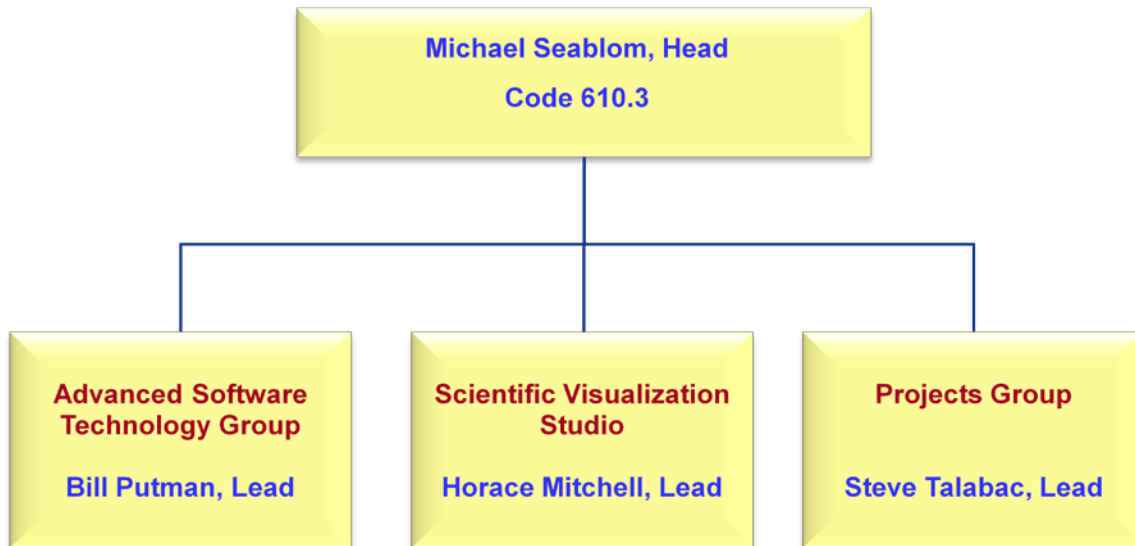 Michael Seablom, Head
Code 610.3
Advanced Software
Technology Group
Bill Putman, Lead
Scientific Visualization
Studio
Horace Mitchell, Lead
Projects Group
Steve Talabac, Lead